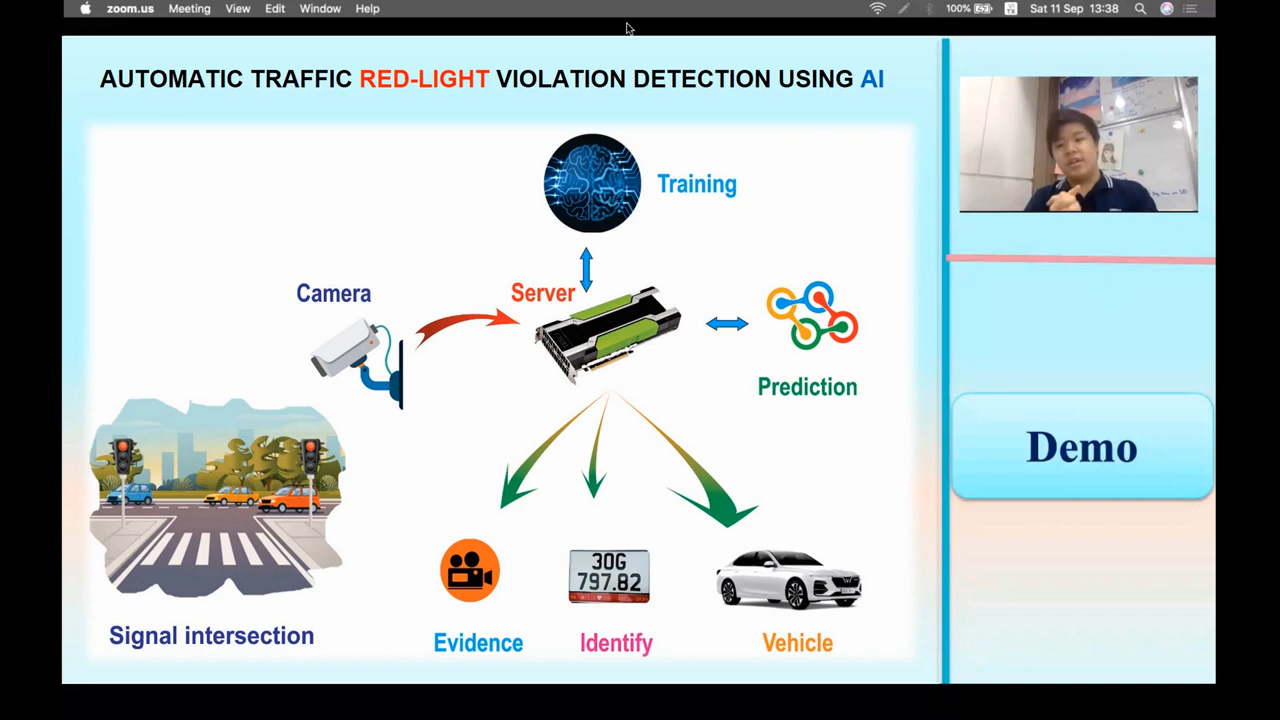 zoom.us Meeting View Edit Window Help 100% Sat 11 Sep 13:38
AUTOMATIC TRAFFIC RED-LIGHT VIOLATION DETECTION USING AI
Training
Camera
Server
Prediction
Demo
30G
797.82
Signal intersection
Evidence
Identify
Vehicle